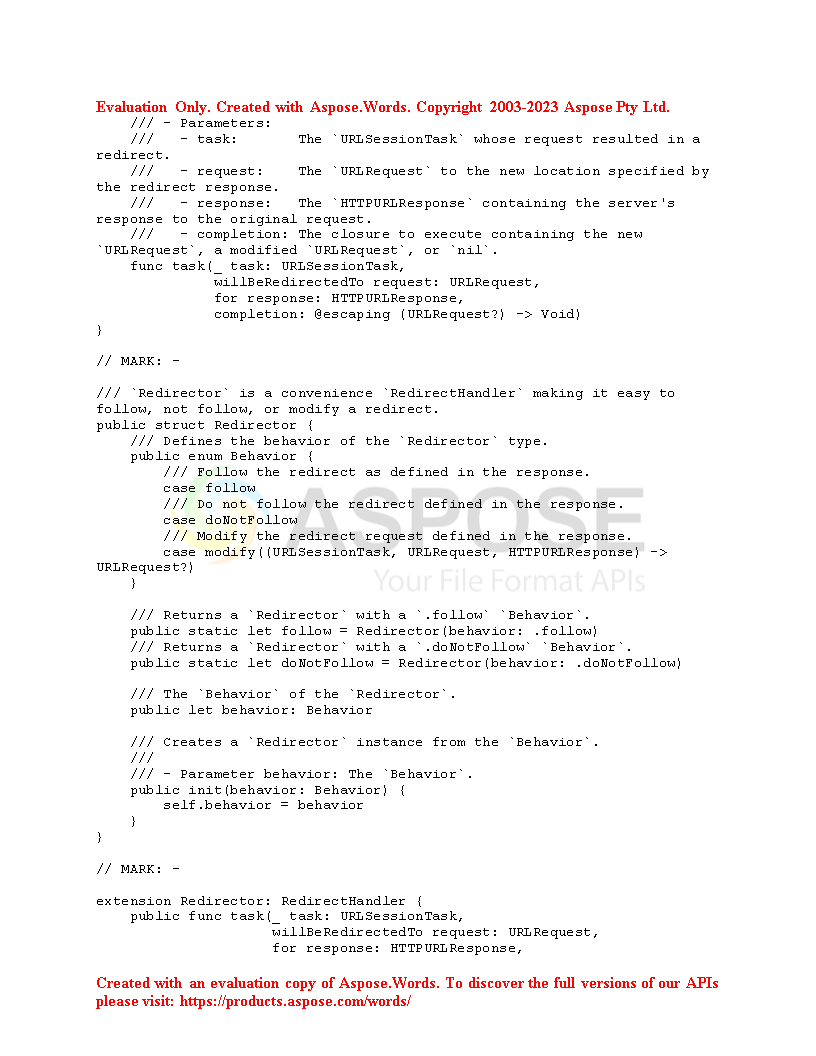 Evaluation Only. Created with Aspose.Words. Copyright 2003-2023 Aspose Pty Ltd.
    /// - Parameters:
    ///   - task:       The `URLSessionTask` whose request resulted in a
redirect.
    ///   - request:    The `URLRequest` to the new location specified by
the redirect response.
    ///   - response:   The `HTTPURLResponse` containing the server's
response to the original request.
    ///   - completion: The closure to execute containing the new
`URLRequest`, a modified `URLRequest`, or `nil`.
    func task(_ task: URLSessionTask,
              willBeRedirectedTo request: URLRequest,
              for response: HTTPURLResponse,
              completion: @escaping (URLRequest?) -> Void)
}

// MARK: -

/// `Redirector` is a convenience `RedirectHandler` making it easy to
follow, not follow, or modify a redirect.
public struct Redirector {
    /// Defines the behavior of the `Redirector` type.
    public enum Behavior {
        /// Follow the redirect as defined in the response.
        case follow
        /// Do not follow the redirect defined in the response.
        case doNotFollow
        /// Modify the redirect request defined in the response.
        case modify((URLSessionTask, URLRequest, HTTPURLResponse) ->
URLRequest?)
    }
ASPOSE
Your File Format APIs

    /// Returns a `Redirector` with a `.follow` `Behavior`.
    public static let follow = Redirector(behavior: .follow)
    /// Returns a `Redirector` with a `.doNotFollow` `Behavior`.
    public static let doNotFollow = Redirector(behavior: .doNotFollow)

    /// The `Behavior` of the `Redirector`.
    public let behavior: Behavior

    /// Creates a `Redirector` instance from the `Behavior`.
    ///
    /// - Parameter behavior: The `Behavior`.
    public init(behavior: Behavior) {
        self.behavior = behavior
    }
}

// MARK: -

extension Redirector: RedirectHandler {
    public func task(_ task: URLSessionTask,
                     willBeRedirectedTo request: URLRequest,
                     for response: HTTPURLResponse,

Created with an evaluation copy of Aspose.Words. To discover the full versions of our APIs
please visit: https://products.aspose.com/words/